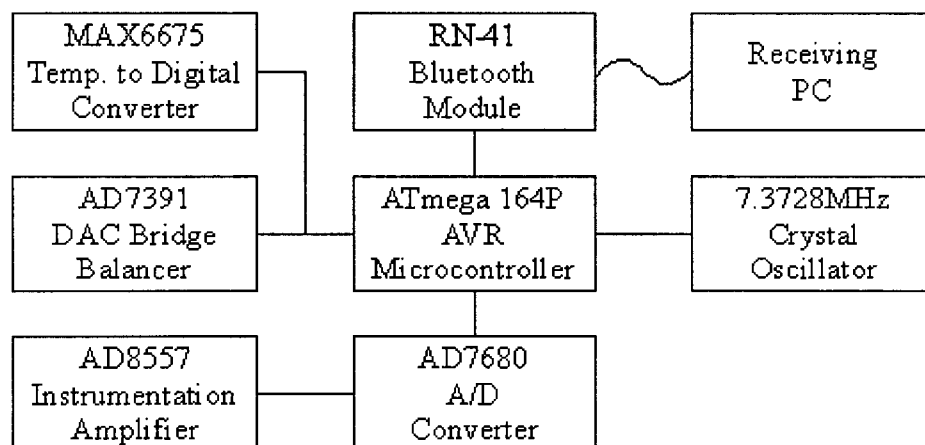 MAX6675
Temp. to Digital
Converter
RN-41
Bluetooth
Module
Receiving
PC
AD7391
DAC Bridge
Balancer
ATmega 164P
AVR
Microcontroller
7.3728MHz
Crystal
Oscillator
AD8557
Instrumentation
Amplifier
AD7680
A/D
Converter